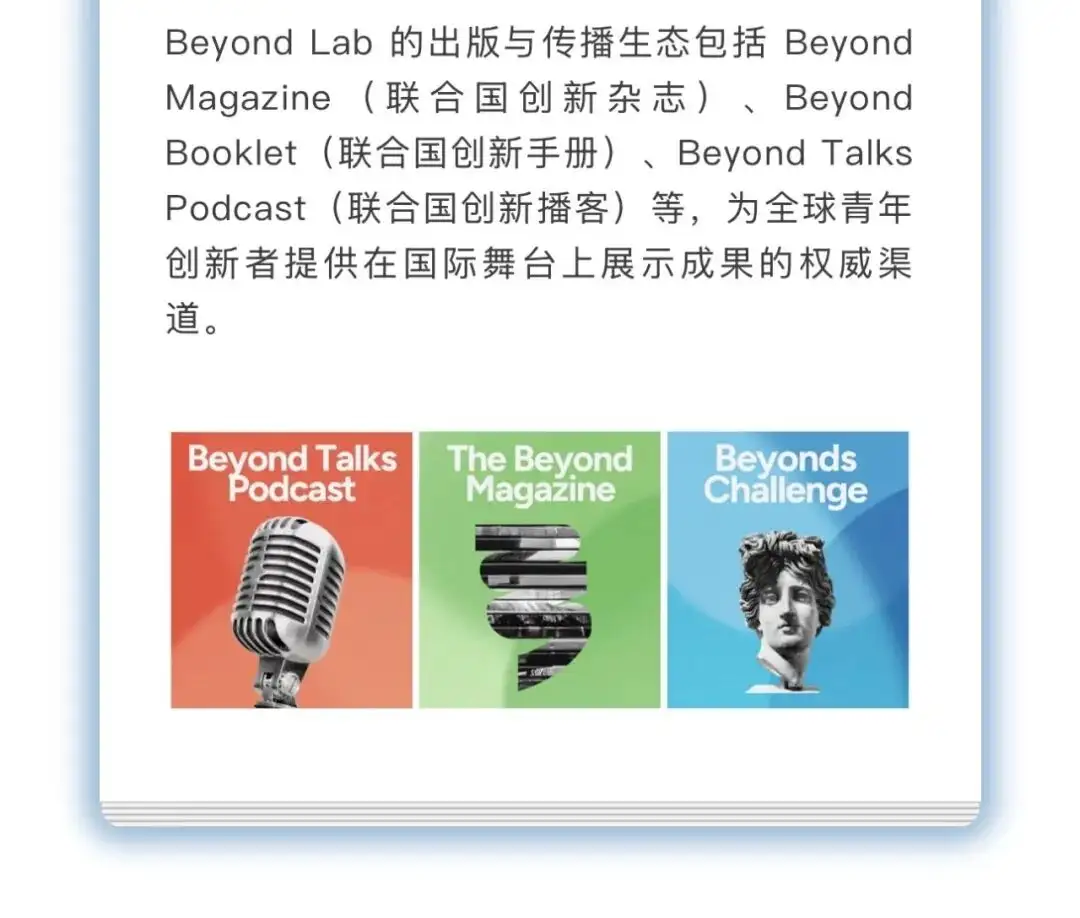 Beyond Lab 的出版与传播生态包括 Beyond
Magazine（联合国创新杂志）、Beyond
Booklet（联合国创新手册）、Beyond Talks
Podcast（联合国创新播客）等，为全球青年
创新者提供在国际舞台上展示成果的权威渠
道。
Beyond Talks
Podcast
The Beyond
Magazine
Beyonds
Challenge